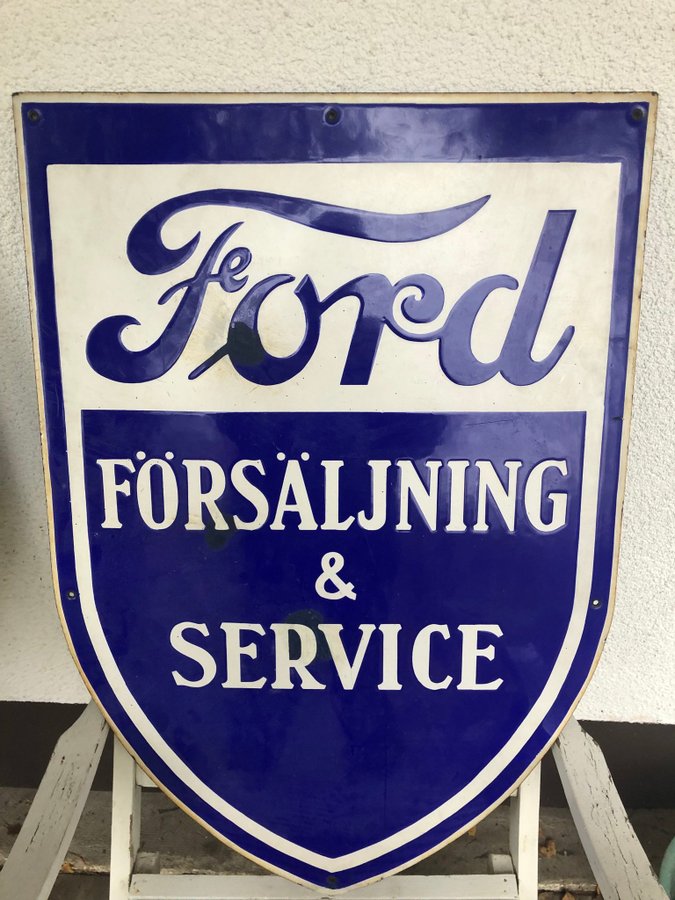 Ford
FÖRSÄLJNING
&
SERVICE